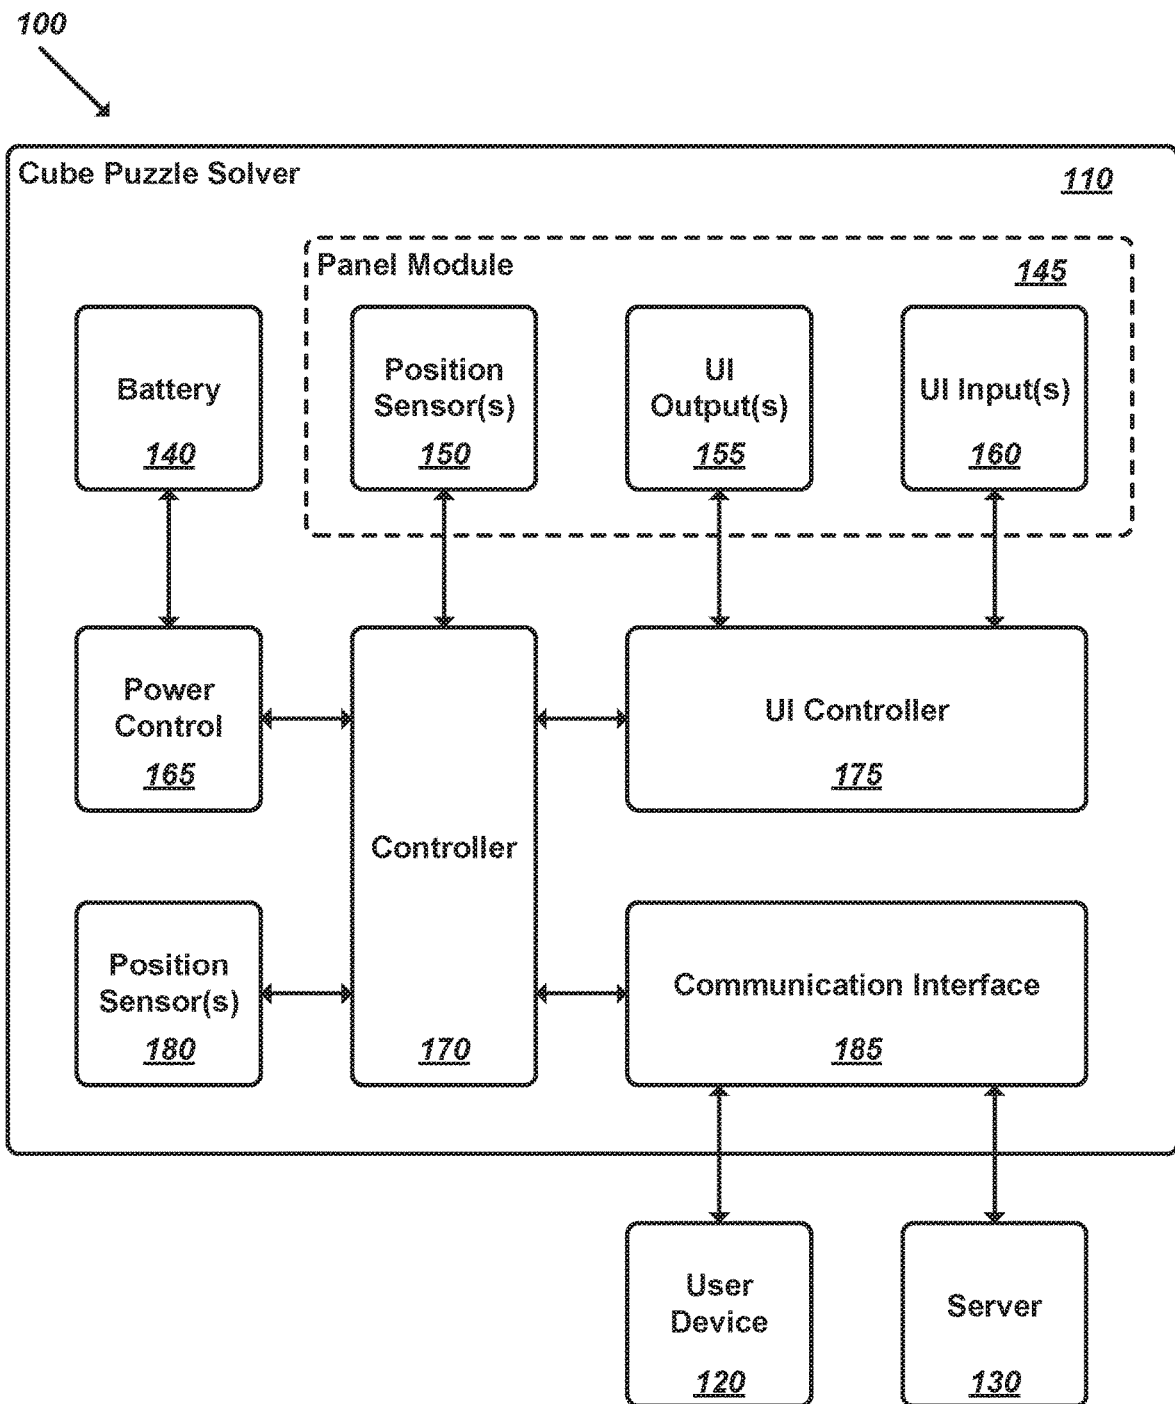 100
Cube Puzzle Solver
110
Panel Module
145
Battery
140
Position
Sensor(s)
150
UI
Output(s)
155
UI Input(s)
160
Power
Control
165
Controller
170
UI Controller
175
Position
Sensor(s)
180
Communication Interface
185
User
Device
120
Server
130